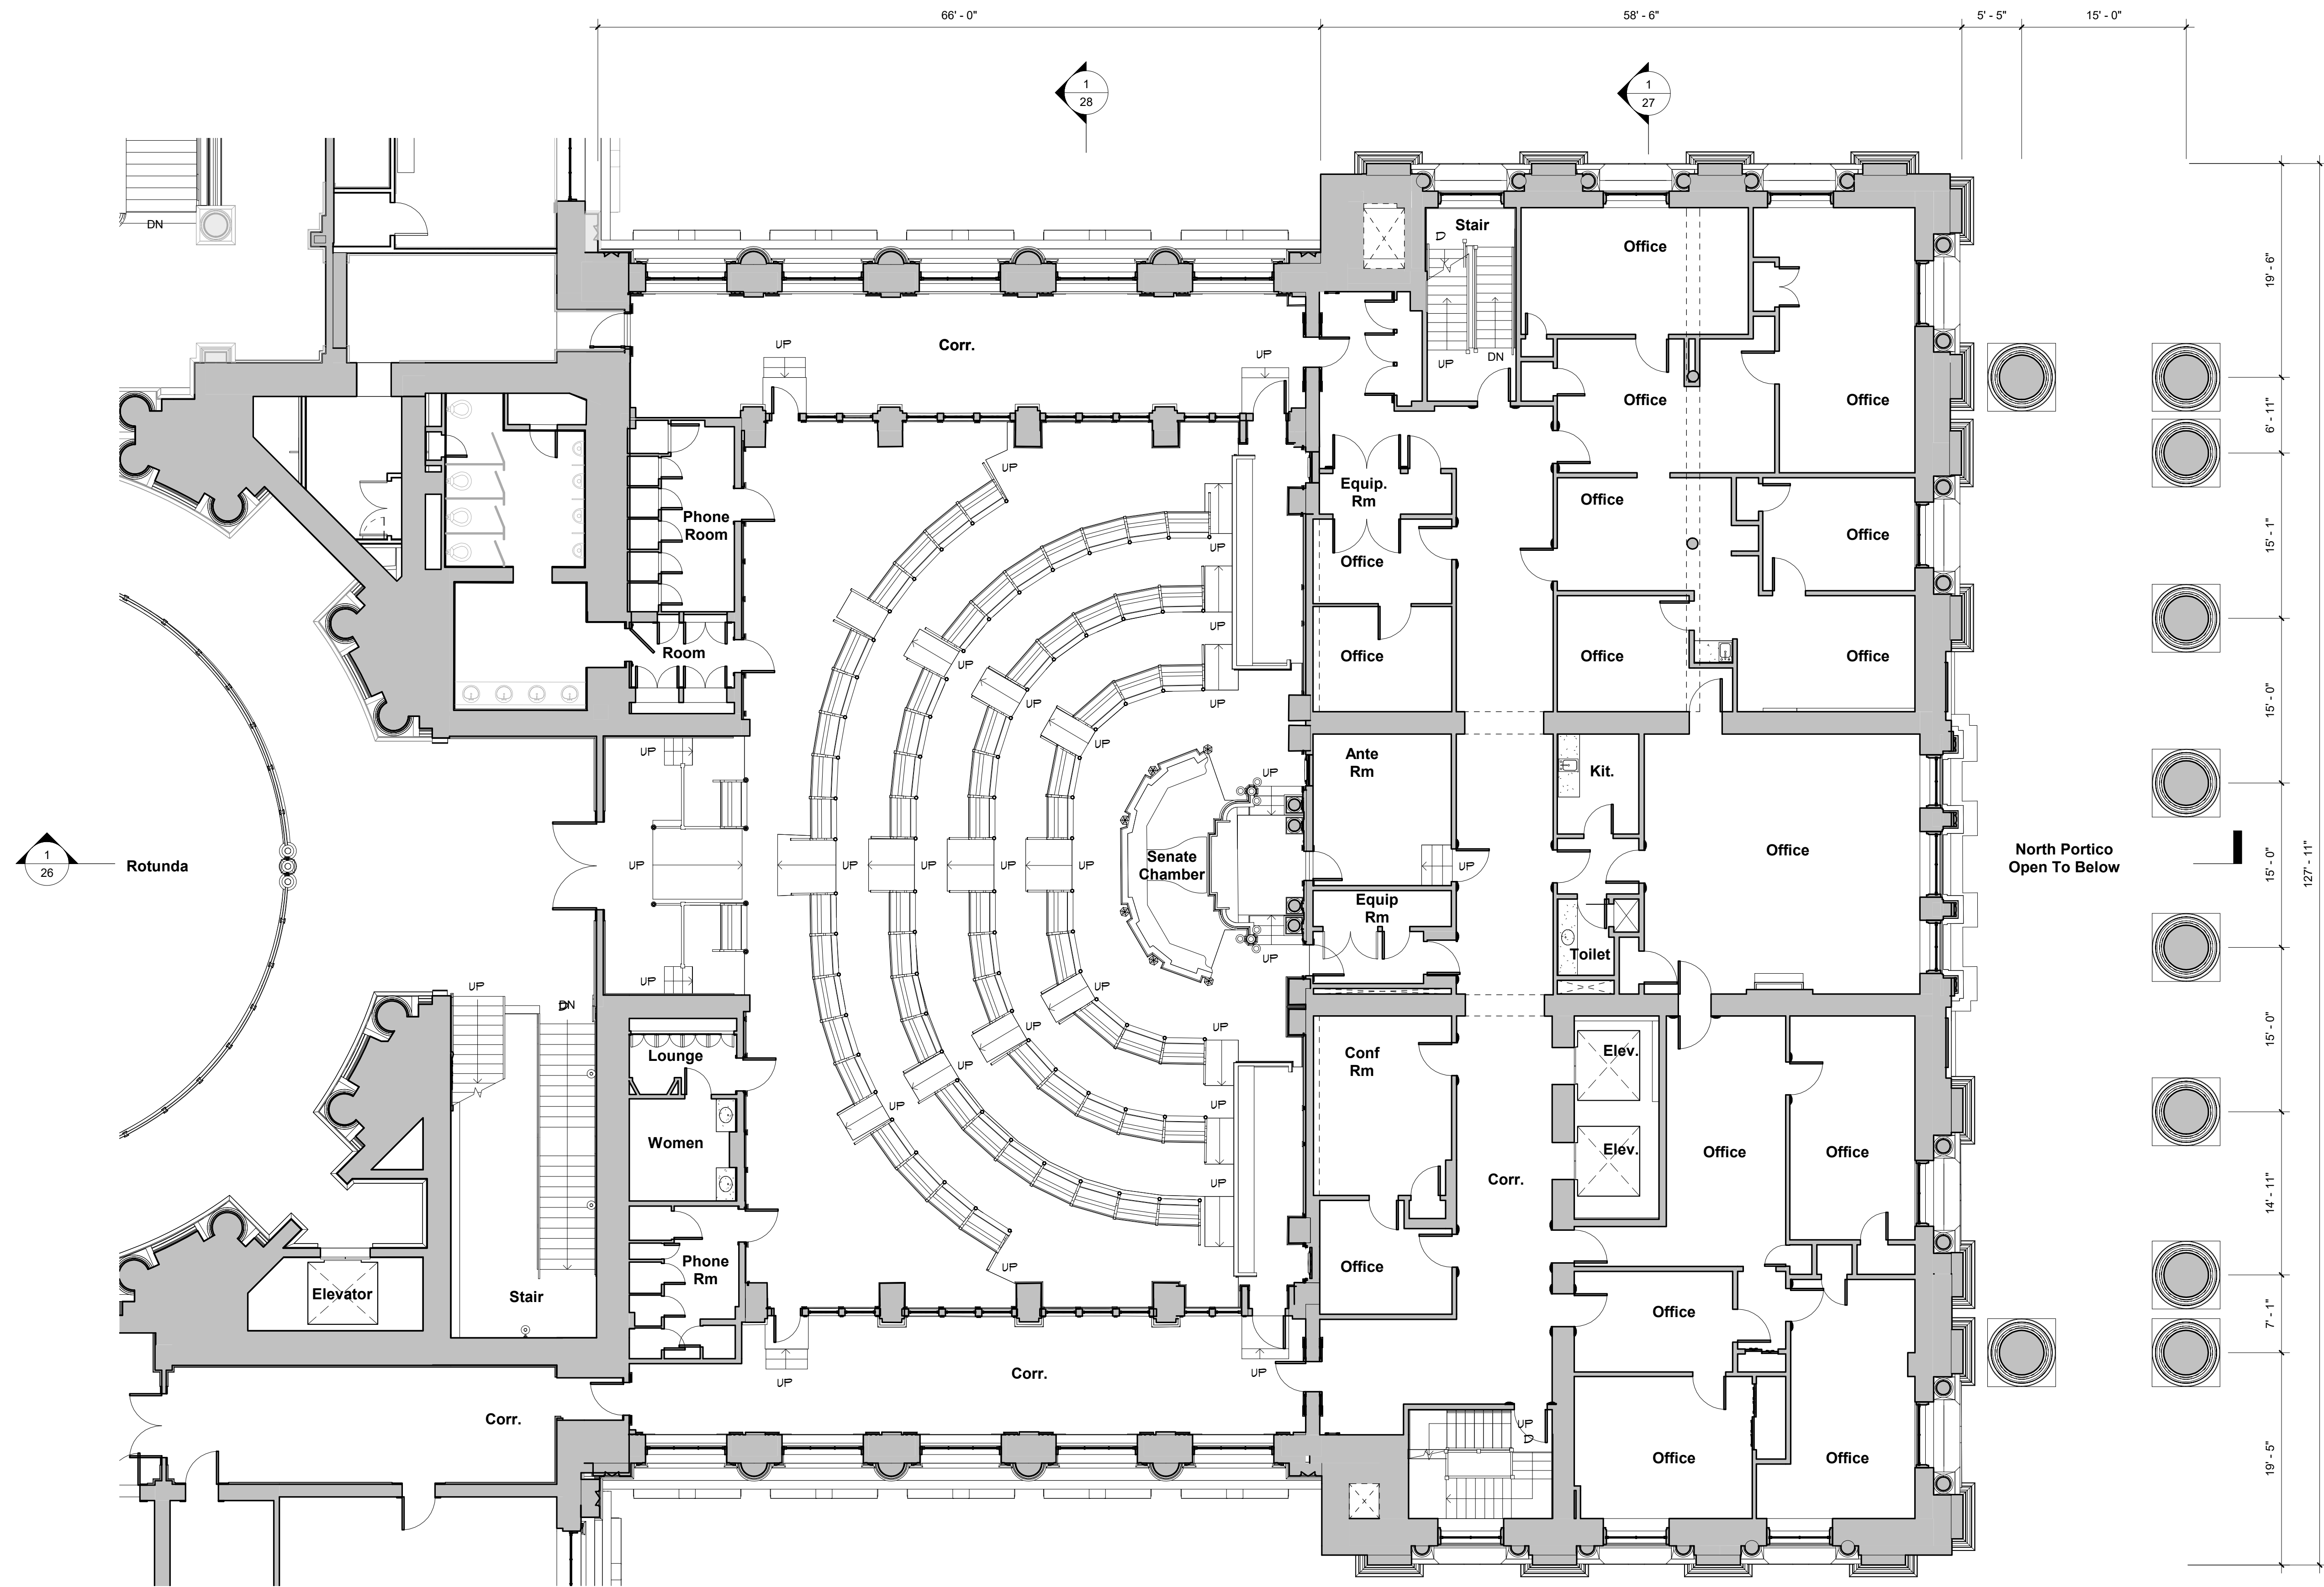 66' - 0"
58' - 6"
5' - 5"
15' - 0"
1
28
1
27
DN
Stair
D
UP
DN
Office
Office
Office
19' - 6"
6' - 11"
Corr.
UP
UP
UP
Phone
Room
Room
Equip.
Rm
Office
Office
Office
Office
Office
Office
15' - 1"
15' - 0"
UP
UP
UP
UP
UP
UP
UP
UP
UP
Ante
Rm
Kit.
1
26
Rotunda
UP
UP
UP
UP
UP
Senate
Chamber
UP
UP
UP
Equip
Rm
Toilet
Office
North Portico
Open To Below
15' - 0"
127' - 11"
UP
UP
DN
D
Lounge
Women
Phone
Rm
Stair
Elevator
UP
UP
UP
UP
UP
UP
UP
UP
Conf
Rm
Office
Corr.
Elev.
Elev.
Office
Office
15' - 0"
14' - 11"
7' - 1"
Office
Office
Office
19' - 5"
Corr.
UP
UP
Corr.
UP
D